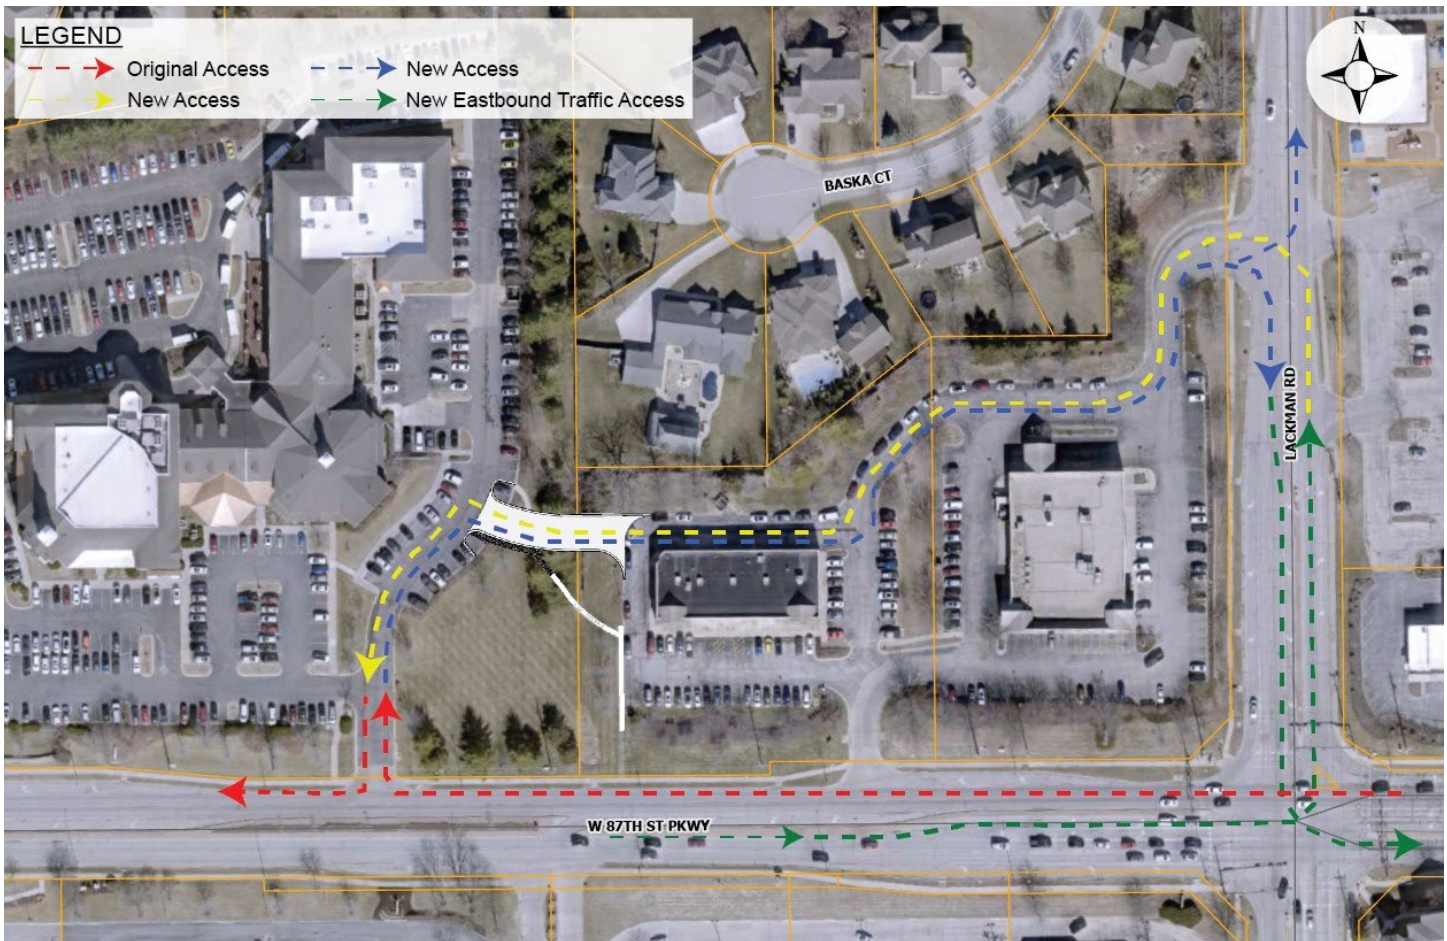 LEGEND
Original Access
New Access
New Access
New Eastbound Traffic Access
N
BASKA CT
LACKMAN RD
W 87TH ST PKWY